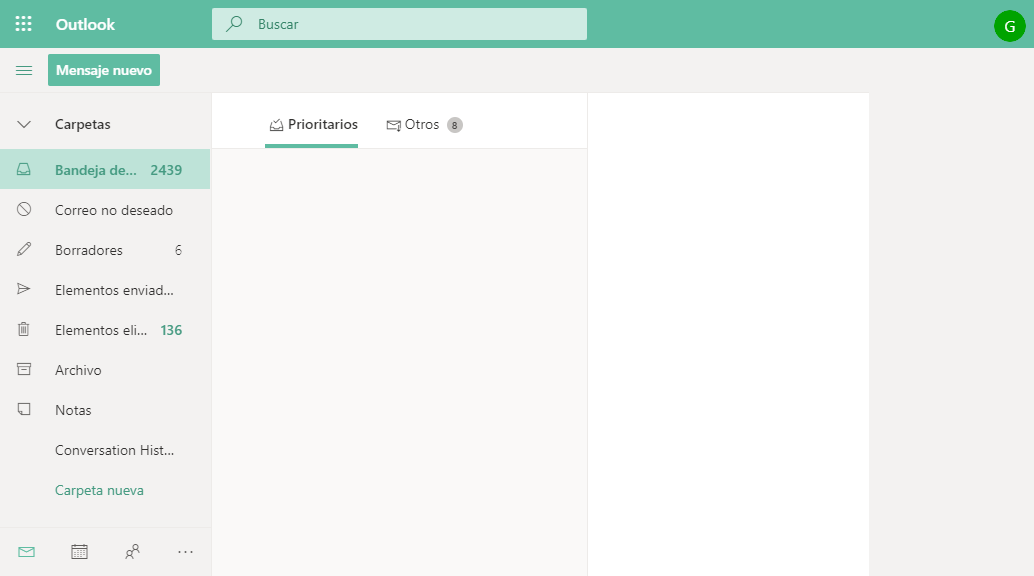 Outlook
Buscar
G
Mensaje nuevo
Carpetas
Prioritarios
Otros 8
Bandeja de... 2439
Correo no deseado
Borradores 6
Elementos enviad...
Elementos eli... 136
Archivo
Notas
Conversation Hist...
Carpeta nueva